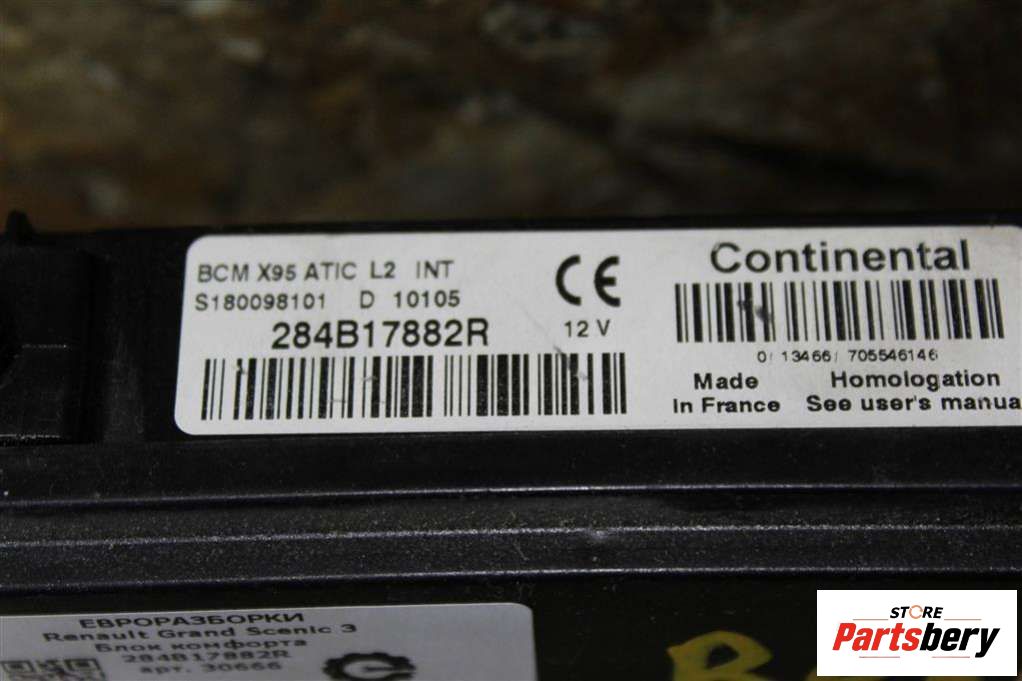 BCM X95 ATIC L2 INT
S180098101 D 10105
284B17882R
12 V
CE
Continental
0/ 13466/ 705546146
Made
In France
Homologation
See user's manua
ЕВРОРАЗБОРКИ
Renault Grand Scenic 3
Блок комфорта
284B17882R
арт. 30666
STORE
Partsbery